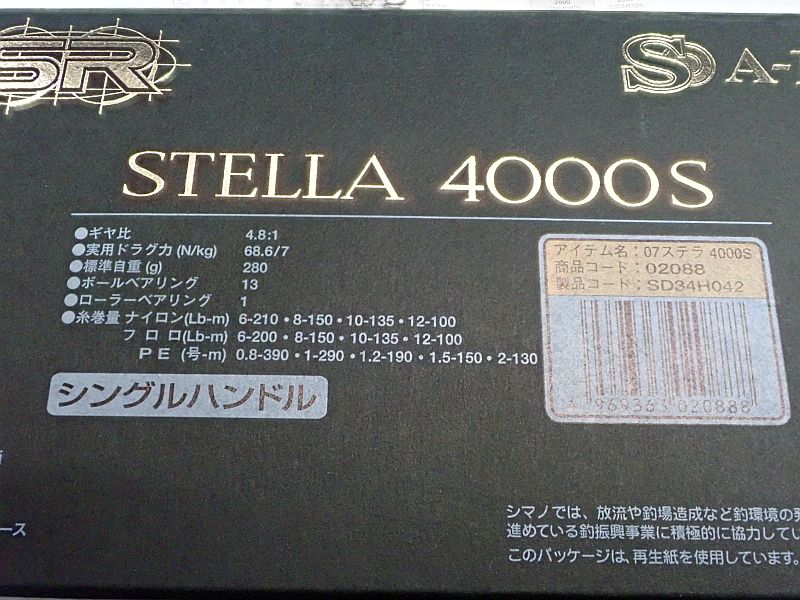 SR
A-
STELLA 4000S
●ギヤ比 4.8:1
●実用ドラグ力 (N/kg) 68.6/7
●標準自重 (g) 280
●ボールベアリング 13
●ローラーベアリング 1
●糸巻量 ナイロン(Lb-m) 6-210・8-150・10-135・12-100
フロロ(Lb-m) 6-200・8-150・10-135・12-100
PE (号-m) 0.8-390・1-290・1.2-190・1.5-150・2-130
シングルハンドル
アイテム名：07ステラ 4000S
商品コード：02088
製品コード：SD34H042
4 969363 020888
ース
シマノでは、放流や釣場造成など釣環境の発
進めている釣振興事業に積極的に協力してい
このパッケージは、再生紙を使用しています。